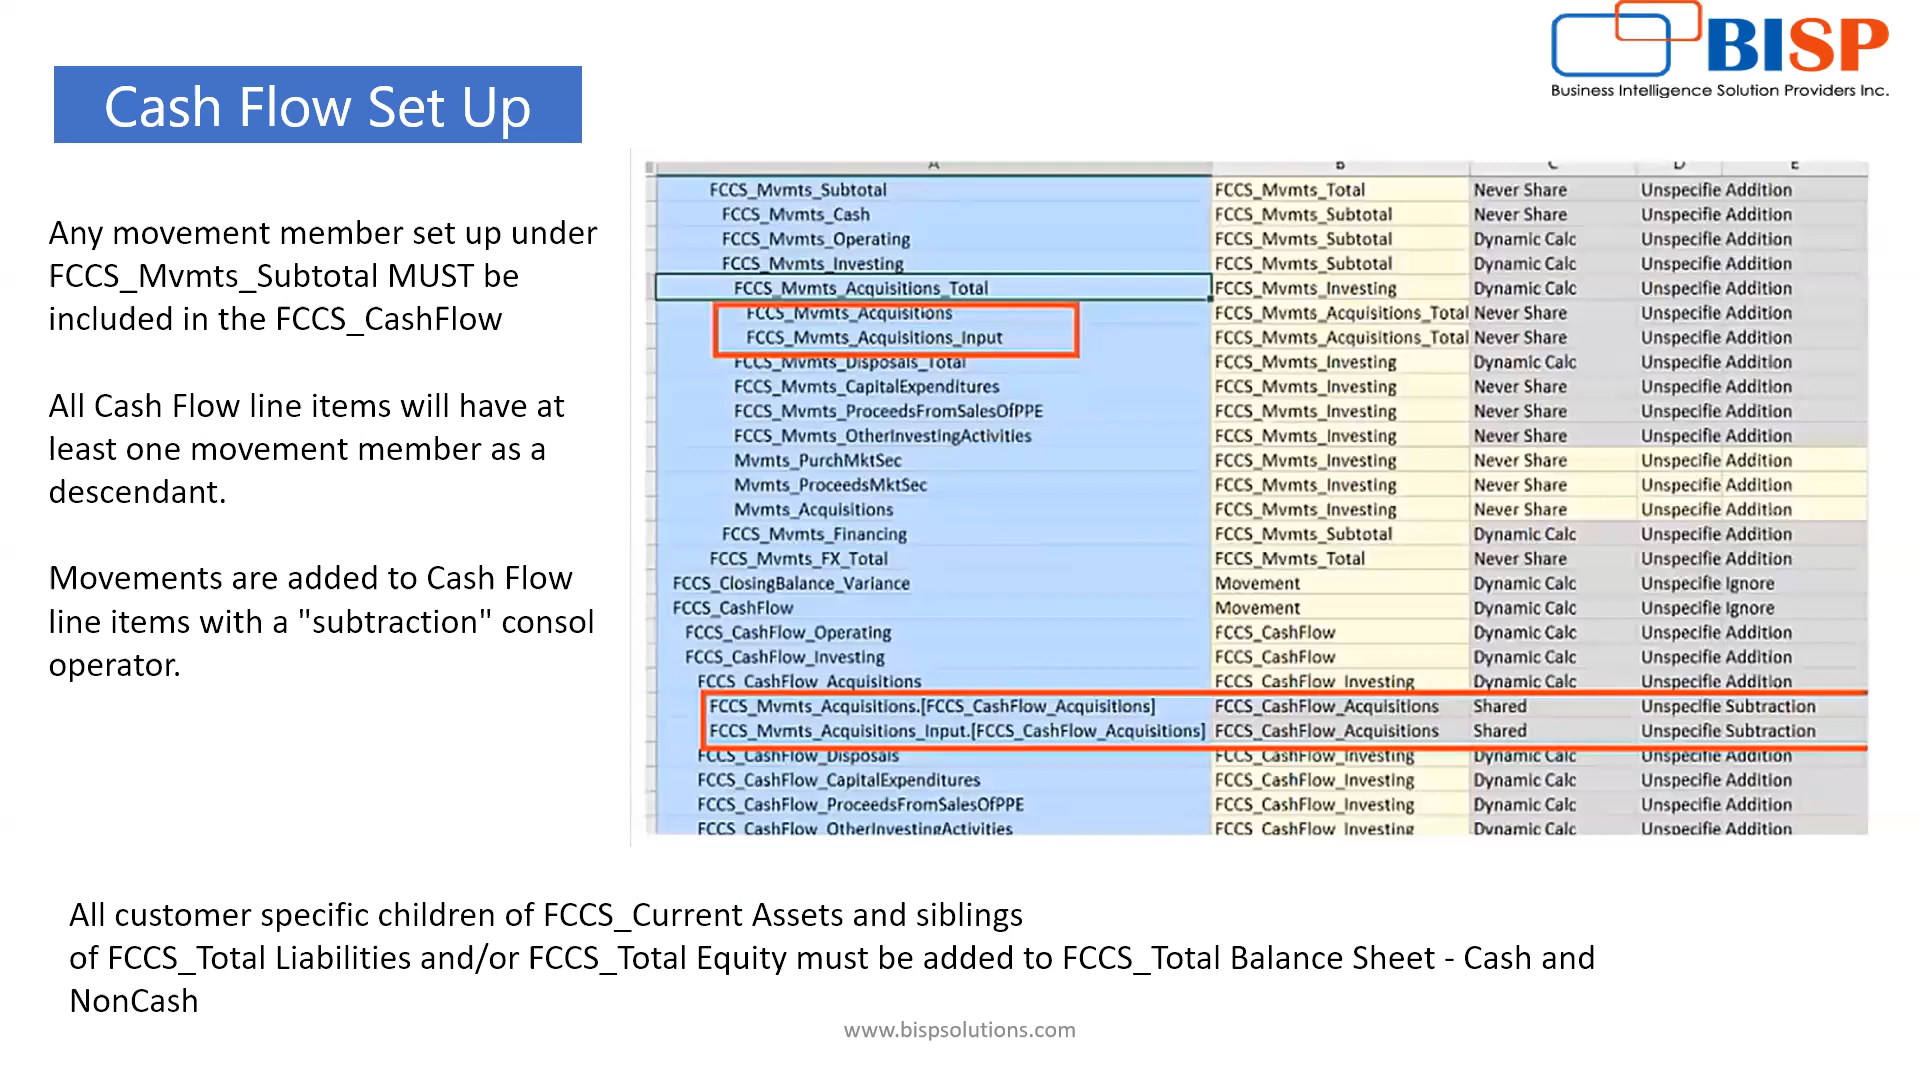 BISP
Business Intelligence Solution Providers Inc.
Cash Flow Set Up
Any movement member set up under
FCCS_Mvmts_Subtotal MUST be
included in the FCCS_CashFlow
All Cash Flow line items will have at
least one movement member as a
descendant.
Movements are added to Cash Flow
line items with a "subtraction" consol
operator.
A B C D E
FCCS_Mvmts_Subtotal FCCS_Mvmts_Total Never Share Unspecifie Addition
FCCS_Mvmts_Cash FCCS_Mvmts_Subtotal Never Share Unspecifie Addition
FCCS_Mvmts_Operating FCCS_Mvmts_Subtotal Dynamic Calc Unspecifie Addition
FCCS_Mvmts_Investing FCCS_Mvmts_Subtotal Dynamic Calc Unspecifie Addition
FCCS_Mvmts_Acquisitions_Total FCCS_Mvmts_Investing Dynamic Calc Unspecifie Addition
FCCS_Mvmts_Acquisitions FCCS_Mvmts_Acquisitions_Total Never Share Unspecifie Addition
FCCS_Mvmts_Acquisitions_Input FCCS_Mvmts_Acquisitions_Total Never Share Unspecifie Addition
FCCS_Mvmts_Disposals_Total FCCS_Mvmts_Investing Dynamic Calc Unspecifie Addition
FCCS_Mvmts_CapitalExpenditures FCCS_Mvmts_Investing Never Share Unspecifie Addition
FCCS_Mvmts_ProceedsFromSalesOfPPE FCCS_Mvmts_Investing Never Share Unspecifie Addition
FCCS_Mvmts_OtherInvestingActivities FCCS_Mvmts_Investing Never Share Unspecifie Addition
Mvmts_PurchMktSec FCCS_Mvmts_Investing Never Share Unspecifie Addition
Mvmts_ProceedsMktSec FCCS_Mvmts_Investing Never Share Unspecifie Addition
Mvmts_Acquisitions FCCS_Mvmts_Investing Never Share Unspecifie Addition
FCCS_Mvmts_Financing FCCS_Mvmts_Subtotal Dynamic Calc Unspecifie Addition
FCCS_Mvmts_FX_Total FCCS_Mvmts_Total Never Share Unspecifie Addition
FCCS_ClosingBalance_Variance Movement Dynamic Calc Unspecifie Ignore
FCCS_CashFlow Movement Dynamic Calc Unspecifie Ignore
FCCS_CashFlow_Operating FCCS_CashFlow Dynamic Calc Unspecifie Addition
FCCS_CashFlow_Investing FCCS_CashFlow Dynamic Calc Unspecifie Addition
FCCS_CashFlow_Acquisitions FCCS_CashFlow_Investing Dynamic Calc Unspecifie Addition
FCCS_Mvmts_Acquisitions.[FCCS_CashFlow_Acquisitions] FCCS_CashFlow_Acquisitions Shared Unspecifie Subtraction
FCCS_Mvmts_Acquisitions_Input.[FCCS_CashFlow_Acquisitions] FCCS_CashFlow_Acquisitions Shared Unspecifie Subtraction
FCCS_CashFlow_Disposals FCCS_CashFlow_Investing Dynamic Calc Unspecifie Addition
FCCS_CashFlow_CapitalExpenditures FCCS_CashFlow_Investing Dynamic Calc Unspecifie Addition
FCCS_CashFlow_ProceedsFromSalesOfPPE FCCS_CashFlow_Investing Dynamic Calc Unspecifie Addition
FCCS_CashFlow_OtherInvestingActivities FCCS_CashFlow_Investing Dynamic Calc Unspecifie Addition
All customer specific children of FCCS_Current Assets and siblings
of FCCS_Total Liabilities and/or FCCS_Total Equity must be added to FCCS_Total Balance Sheet - Cash and
NonCash
www.bispsolutions.com